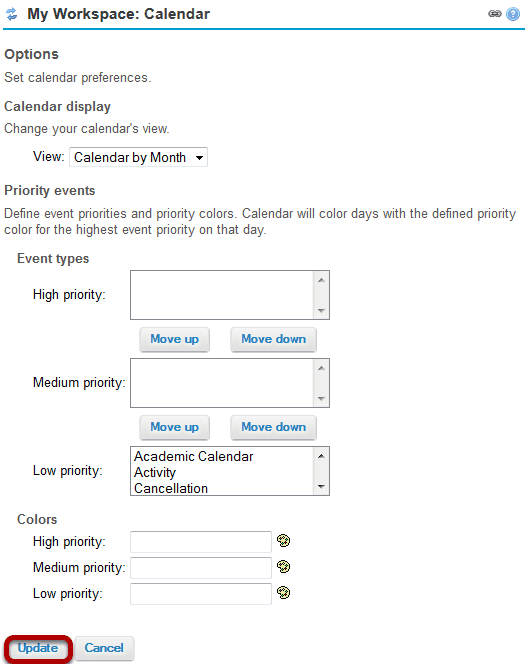 My Workspace: Calendar
Options
Set calendar preferences.
Calendar display
Change your calendar's view.
View: Calendar by Month
Priority events
Define event priorities and priority colors. Calendar will color days with the defined priority
color for the highest event priority on that day.
Event types
High priority:
Move up Move down
Medium priority:
Move up Move down
Low priority:
Academic Calendar
Activity
Cancellation
Colors
High priority:
Medium priority:
Low priority:
Update Cancel